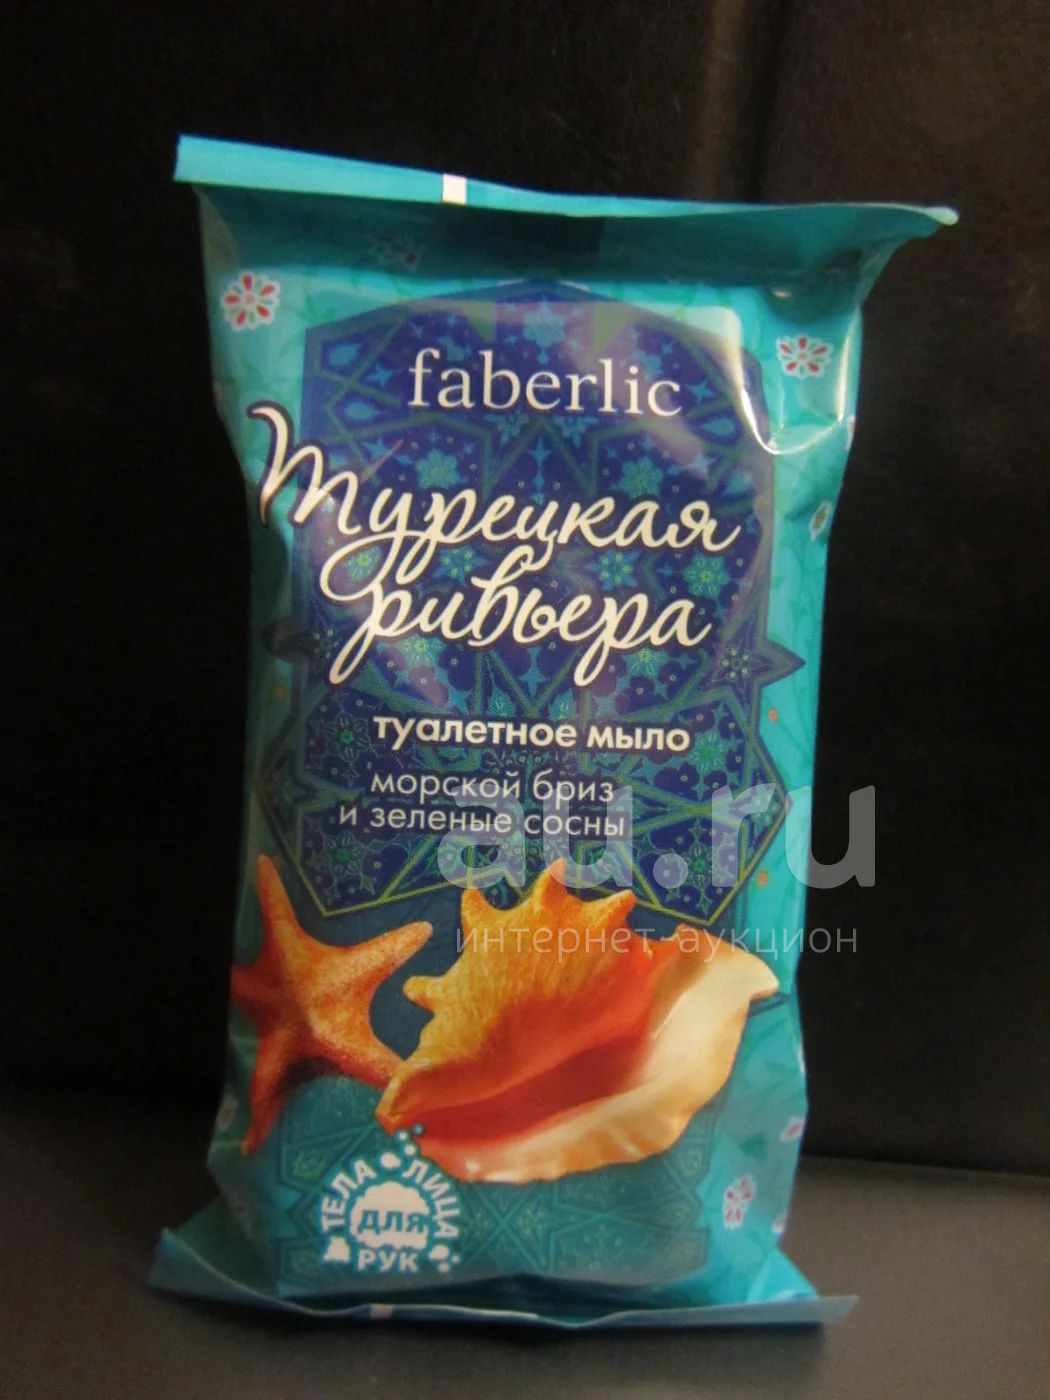 faberlic
Турецкая
ривьера
туалетное мыло
морской бриз
и зеленые сосны
au.ru
интернет-аукцион
ТЕЛА • ЛИЦА
ДЛЯ
РУК